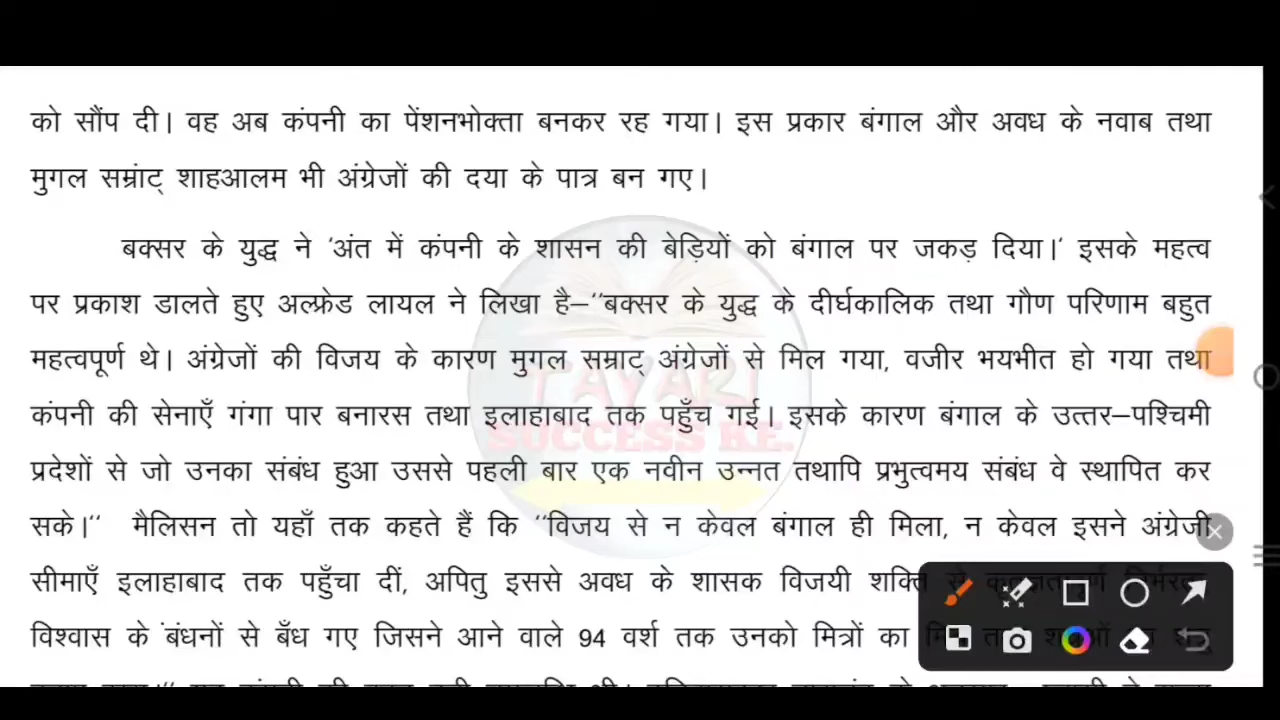 को सौंप दी। वह अब कंपनी का पेंशनभोक्ता बनकर रह गया। इस प्रकार बंगाल और अवध के नवाब तथा
मुगल सम्रांट् शाहआलम भी अंग्रेजों की दया के पात्र बन गए।
बक्सर के युद्ध ने ‘अंत में कंपनी के शासन की बेड़ियों को बंगाल पर जकड़ दिया।‘ इसके महत्व
पर प्रकाश डालते हुए अल्फ्रेड लायल ने लिखा है–‘‘बक्सर के युद्ध के दीर्घकालिक तथा गौण परिणाम बहुत
महत्वपूर्ण थे। अंग्रेजों की विजय के कारण मुगल सम्राट् अंग्रेजों से मिल गया, वजीर भयभीत हो गया तथा
कंपनी की सेनाएँ गंगा पार बनारस तथा इलाहाबाद तक पहुँच गई। इसके कारण बंगाल के उत्तर–पश्चिमी
प्रदेशों से जो उनका संबंध हुआ उससे पहली बार एक नवीन उन्नत तथापि प्रभुत्वमय संबंध वे स्थापित कर
सके।‘‘ मैलिसन तो यहाँ तक कहते हैं कि ‘‘विजय से न केवल बंगाल ही मिला, न केवल इसने अंग्रेजी
सीमाएँ इलाहाबाद तक पहुँचा दीं, अपितु इससे अवध के शासक विजयी शक्ति
विश्वास के बंधनों से बँध गए जिसने आने वाले 94 वर्श तक उनको मित्रों का
TAYARI
SUCCESS KE.